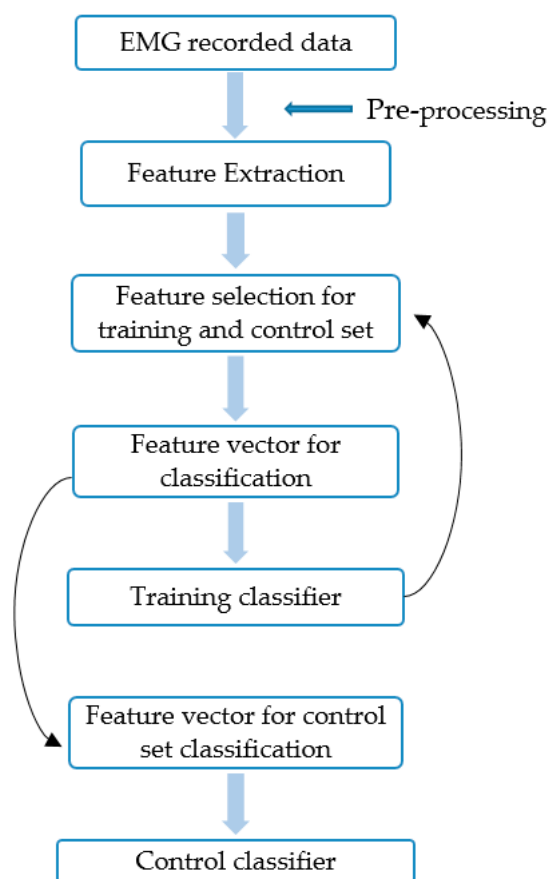 EMG recorded data
Pre-processing
Feature Extraction
Feature selection for
training and control set
Feature vector for
classification
Training classifier
Feature vector for control
set classification
Control classifier